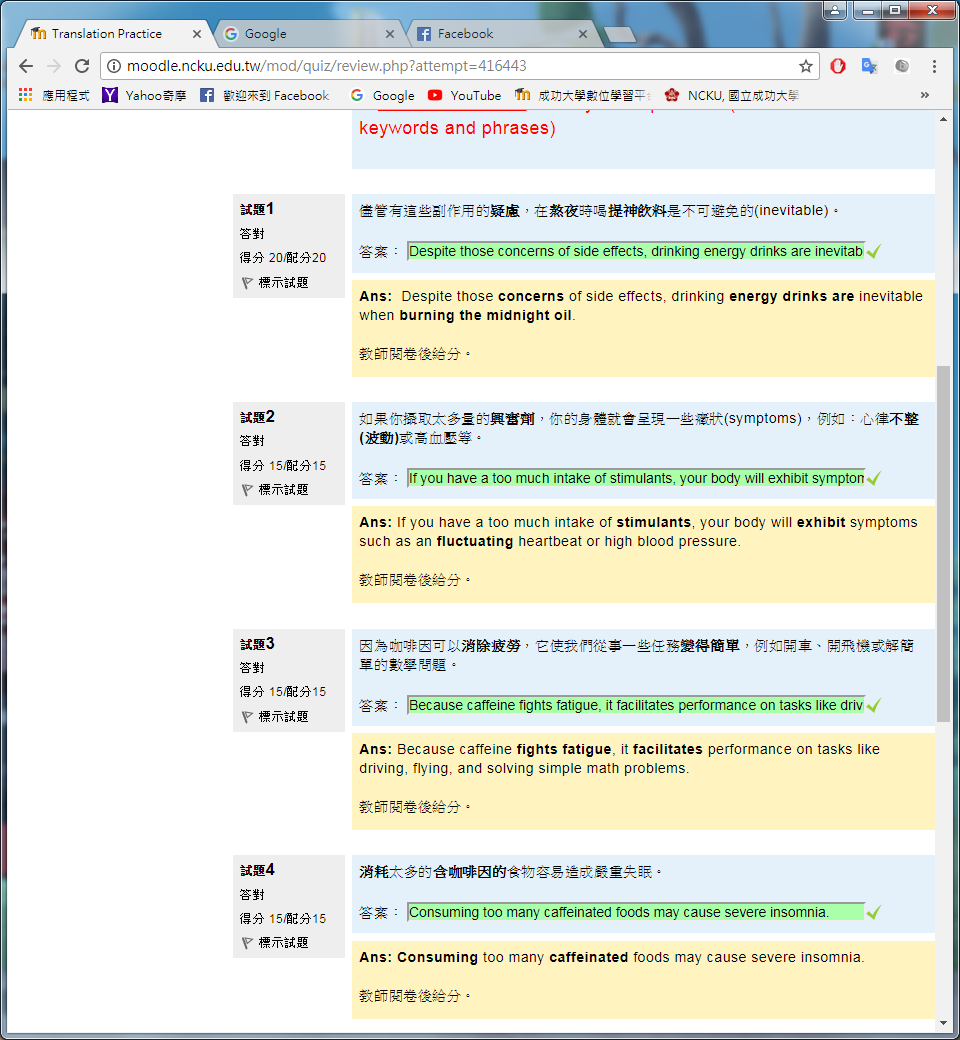 Translation Practice
Google
Facebook
moodle.ncku.edu.tw/mod/quiz/review.php?attempt=416443
應用程式
Yahoo奇摩
歡迎來到 Facebook
Google
YouTube
成功大學數位學習平
NCKU, 國立成功大學
keywords and phrases)
試題1
答對
得分 20/配分20
標示試題
儘管有這些副作用的疑慮，在熬夜時喝提神飲料是不可避免的(inevitable)。
答案： Despite those concerns of side effects, drinking energy drinks are inevitab
Ans: Despite those concerns of side effects, drinking energy drinks are inevitable
when burning the midnight oil.
教師閱卷後給分。
試題2
答對
得分 15/配分15
標示試題
如果你攝取太多量的興奮劑，你的身體就會呈現一些癥狀(symptoms)，例如：心律不整
(波動)或高血壓等。
答案： If you have a too much intake of stimulants, your body will exhibit symptom
Ans: If you have a too much intake of stimulants, your body will exhibit symptoms
such as an fluctuating heartbeat or high blood pressure.
教師閱卷後給分。
試題3
答對
得分 15/配分15
標示試題
因為咖啡因可以消除疲勞，它使我們從事一些任務變得簡單，例如開車、開飛機或解簡
單的數學問題。
答案： Because caffeine fights fatigue, it facilitates performance on tasks like driv
Ans: Because caffeine fights fatigue, it facilitates performance on tasks like
driving, flying, and solving simple math problems.
教師閱卷後給分。
試題4
答對
得分 15/配分15
標示試題
消耗太多的含咖啡因的食物容易造成嚴重失眠。
答案： Consuming too many caffeinated foods may cause severe insomnia.
Ans: Consuming too many caffeinated foods may cause severe insomnia.
教師閱卷後給分。